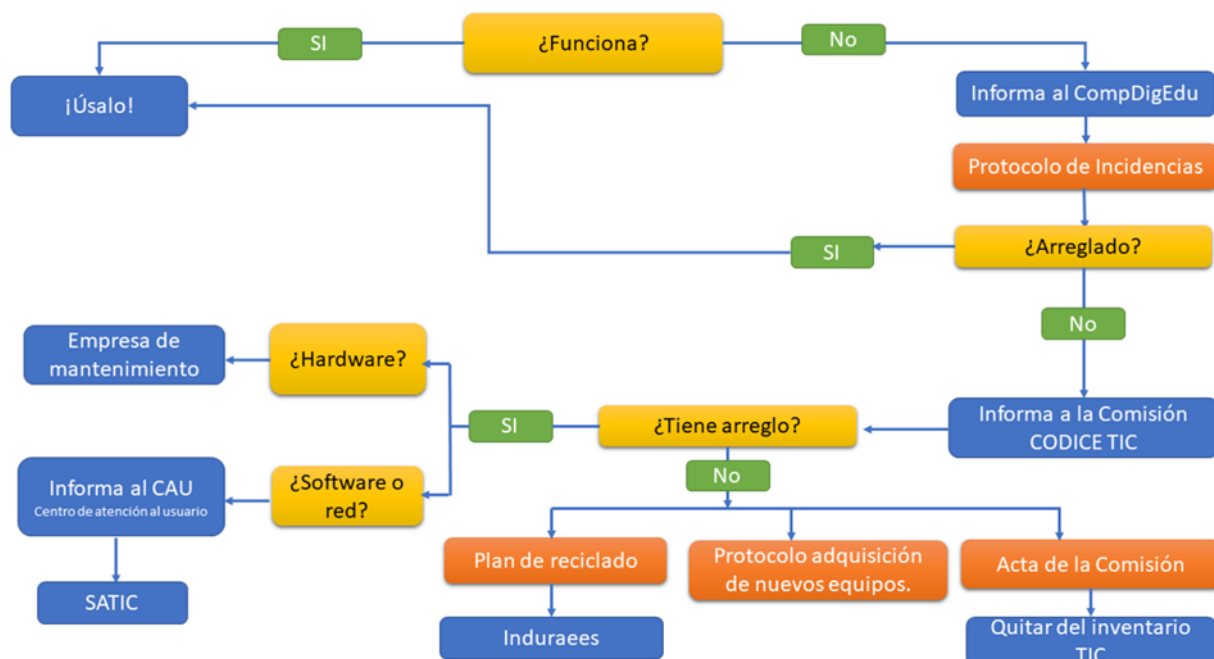 SI
¿Funciona?
No
¡Úsalo!
Informa al CompDigEdu
Protocolo de Incidencias
SI
¿Arreglado?
No
Empresa de
mantenimiento
¿Hardware?
SI
¿Tiene arreglo?
Informa a la Comisión
CODICE TIC
No
Informa al CAU
Centro de atención al usuario
¿Software o
red?
Plan de reciclado
Protocolo adquisición
de nuevos equipos.
Acta de la Comisión
SATIC
Induraees
Quitar del inventario
TIC